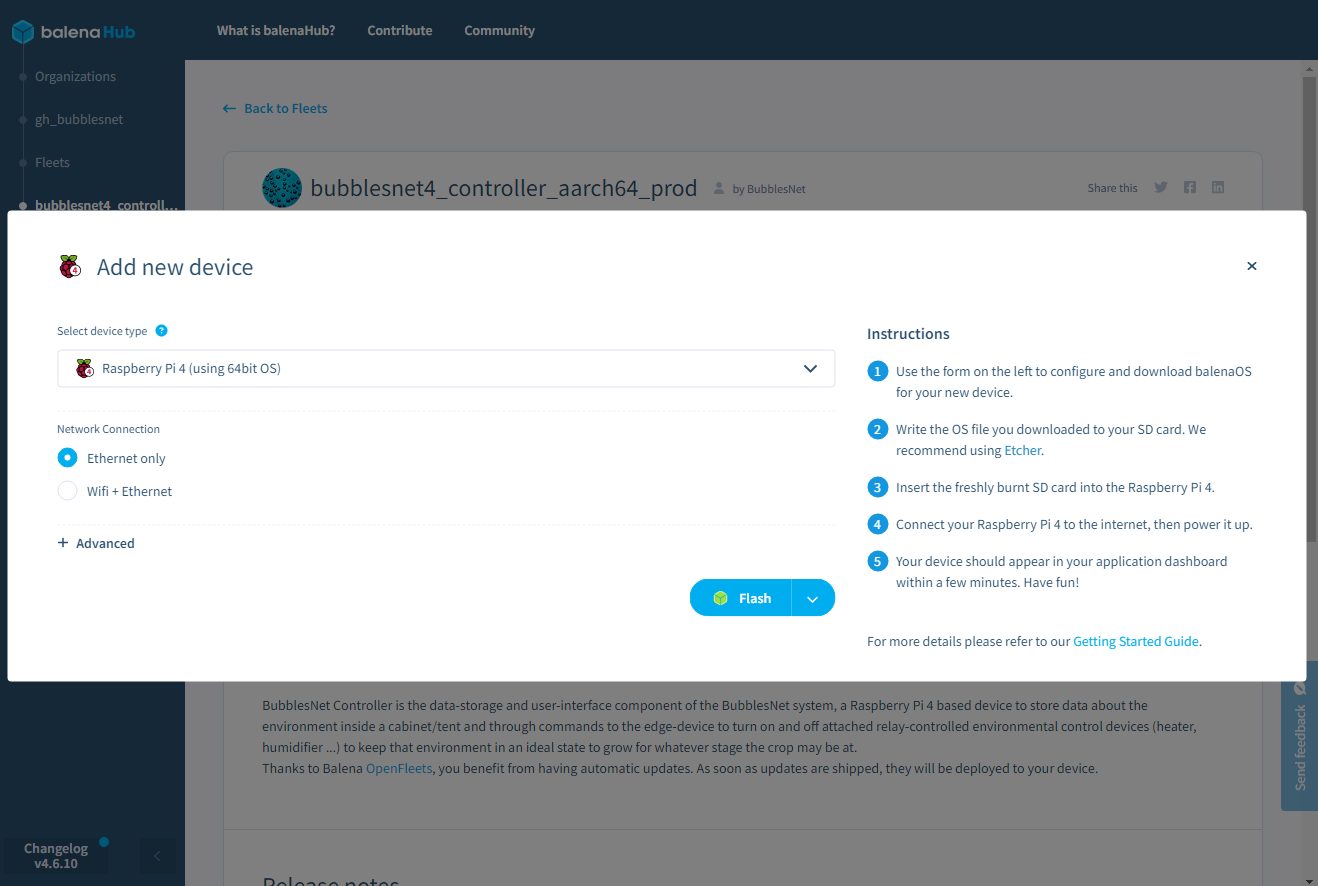 balenaHub
What is balenaHub?
Contribute
Community
Organizations
gh_bubblesnet
Fleets
bubblesnet4_controll...
Back to Fleets
bubblesnet4_controller_aarch64_prod
by BubblesNet
Share this
Add new device
Select device type ?
Raspberry Pi 4 (using 64bit OS)
Network Connection
Ethernet only
Wifi + Ethernet
+ Advanced
Flash
Instructions
1 Use the form on the left to configure and download balenaOS
for your new device.
2 Write the OS file you downloaded to your SD card. We
recommend using Etcher.
3 Insert the freshly burnt SD card into the Raspberry Pi 4.
4 Connect your Raspberry Pi 4 to the internet, then power it up.
5 Your device should appear in your application dashboard
within a few minutes. Have fun!
For more details please refer to our Getting Started Guide.
BubblesNet Controller is the data-storage and user-interface component of the BubblesNet system, a Raspberry Pi 4 based device to store data about the
environment inside a cabinet/tent and through commands to the edge-device to turn on and off attached relay-controlled environmental control devices (heater,
humidifier ...) to keep that environment in an ideal state to grow for whatever stage the crop may be at.
Thanks to Balena OpenFleets, you benefit from having automatic updates. As soon as updates are shipped, they will be deployed to your device.
Send feedback
Changelog
v4.6.10
Release notes